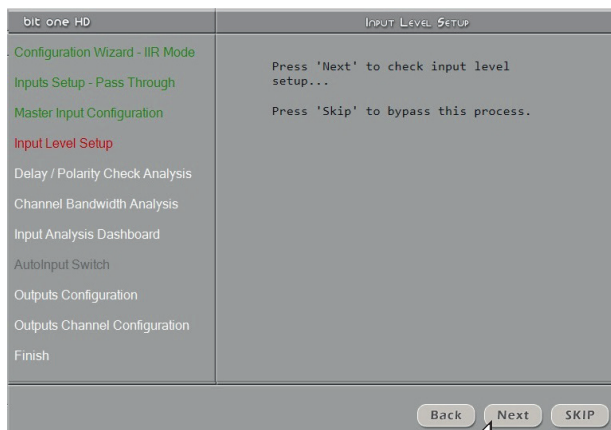 bit one HD
Input Level Setup
Configuration Wizard - IIR Mode
Inputs Setup - Pass Through
Master Input Configuration
Input Level Setup
Delay / Polarity Check Analysis
Channel Bandwidth Analysis
Input Analysis Dashboard
AutoInput Switch
Outputs Configuration
Outputs Channel Configuration
Finish
Press 'Next' to check input level
setup...
Press 'Skip' to bypass this process.
Back
Next
SKIP